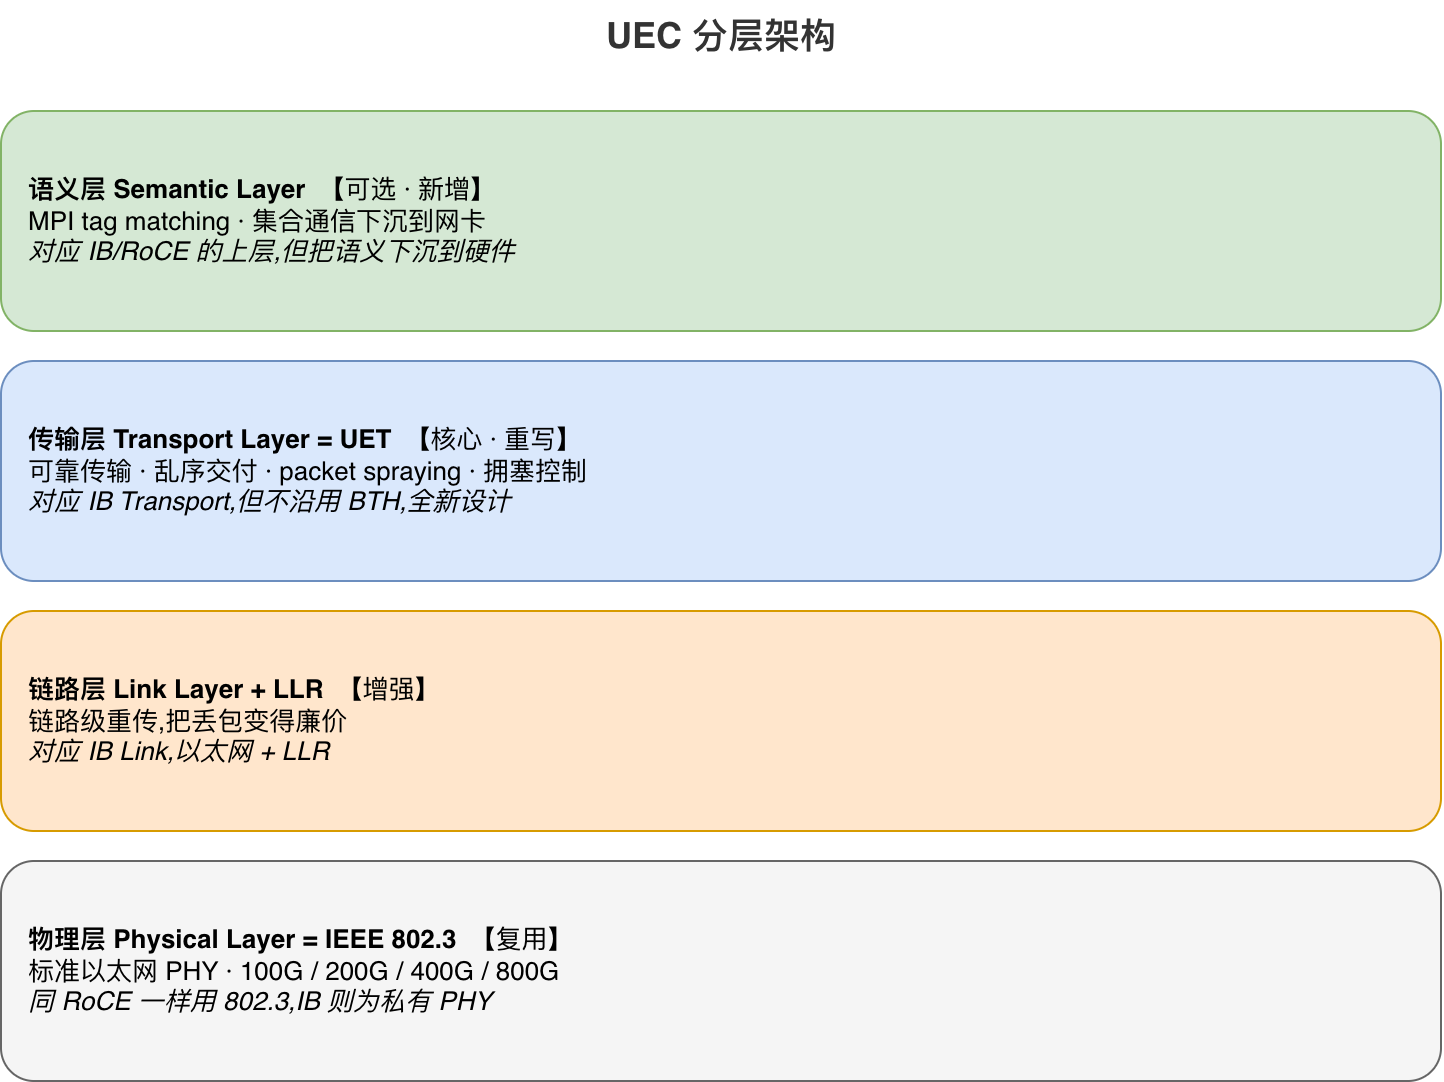 UEC 分层架构
语义层 Semantic Layer 【可选 · 新增】
MPI tag matching · 集合通信下沉到网卡
对应 IB/RoCE 的上层,但把语义下沉到硬件
传输层 Transport Layer = UET 【核心 · 重写】
可靠传输 · 乱序交付 · packet spraying · 拥塞控制
对应 IB Transport,但不沿用 BTH,全新设计
链路层 Link Layer + LLR 【增强】
链路级重传,把丢包变得廉价
对应 IB Link,以太网 + LLR
物理层 Physical Layer = IEEE 802.3 【复用】
标准以太网 PHY · 100G / 200G / 400G / 800G
同 RoCE 一样用 802.3,IB 则为私有 PHY